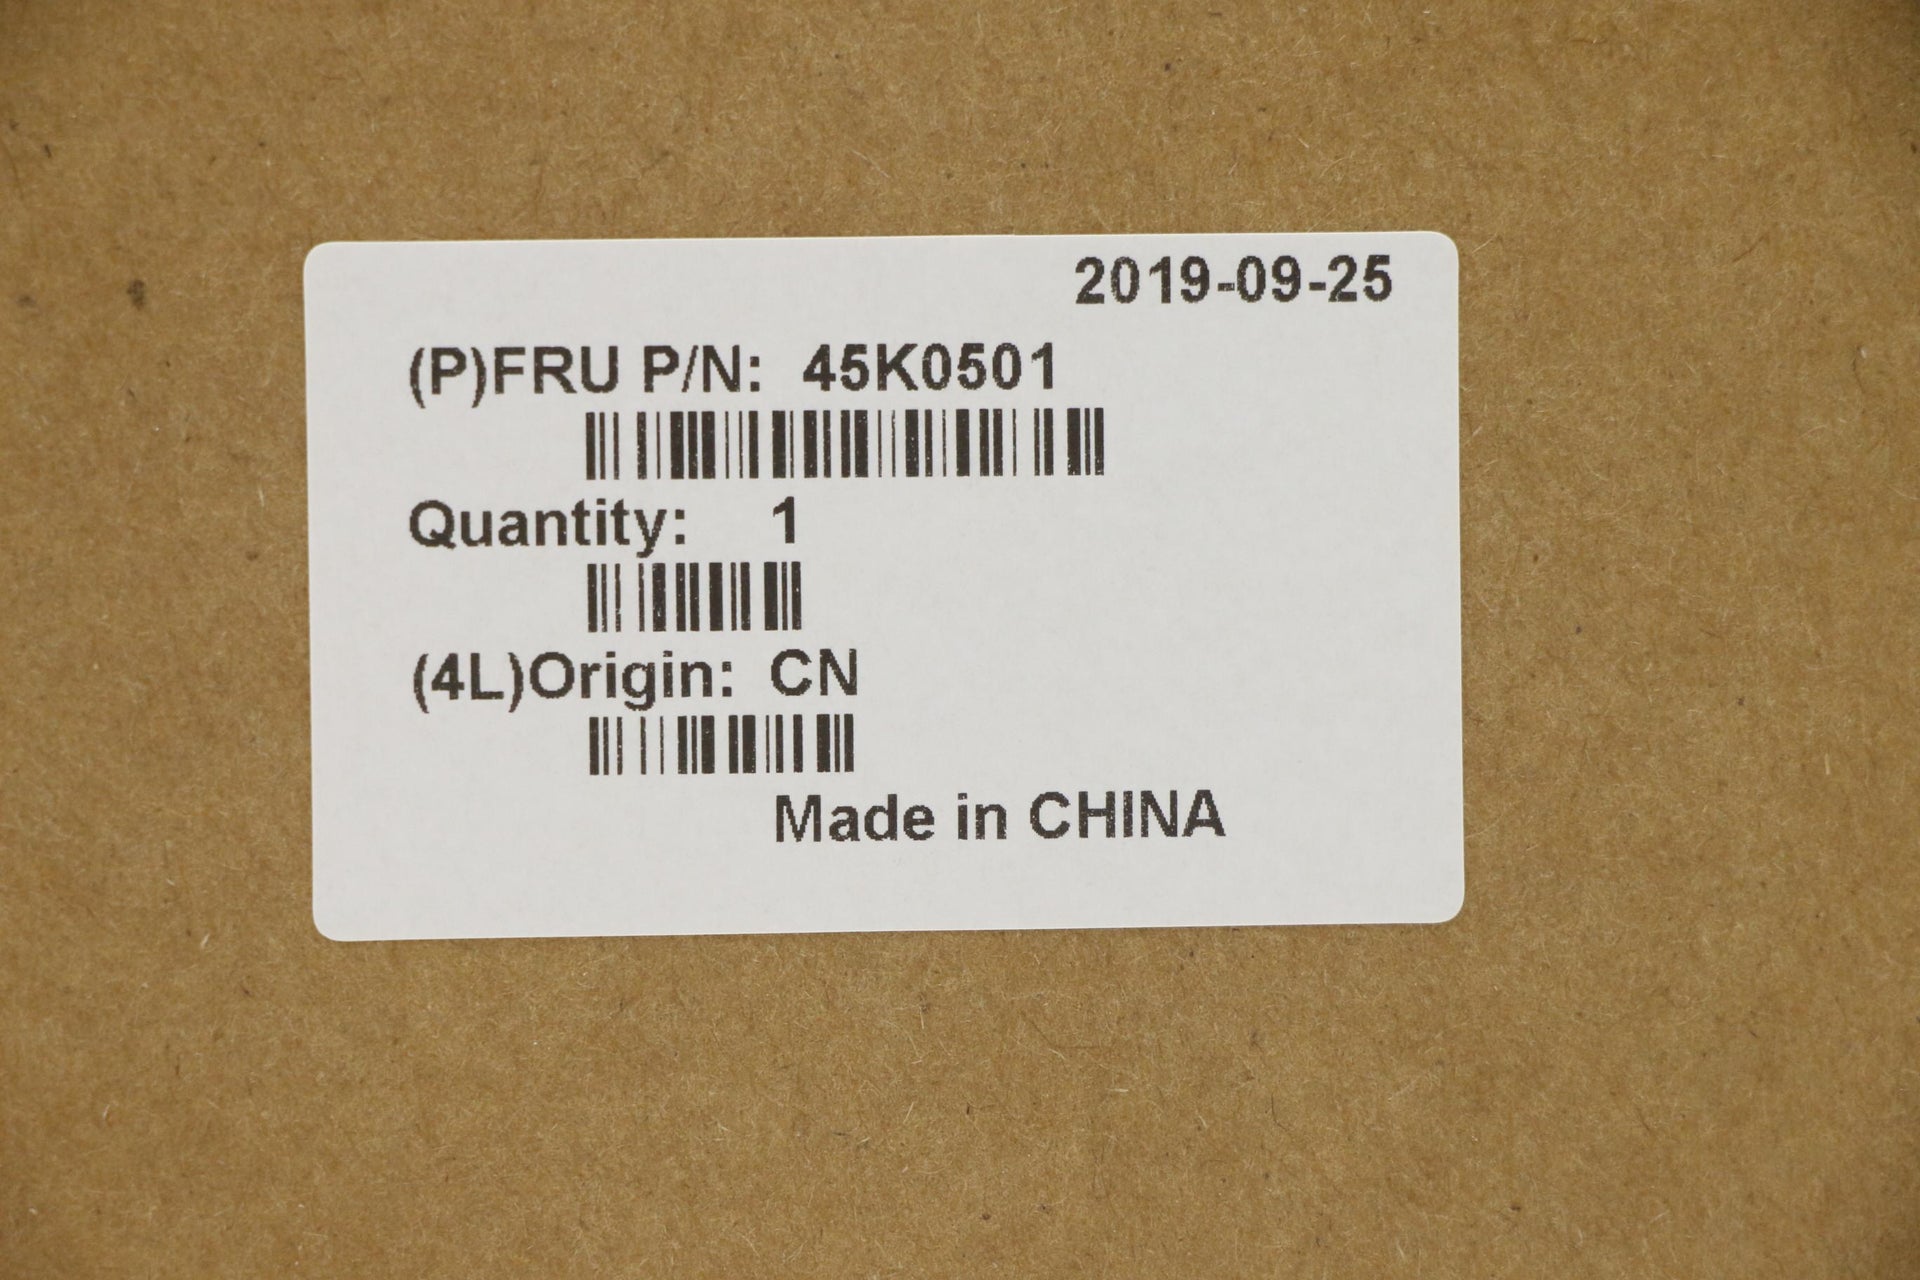 2019-09-25
(P)FRU P/N: 45K0501
Quantity: 1
(4L)Origin: CN
Made in CHINA